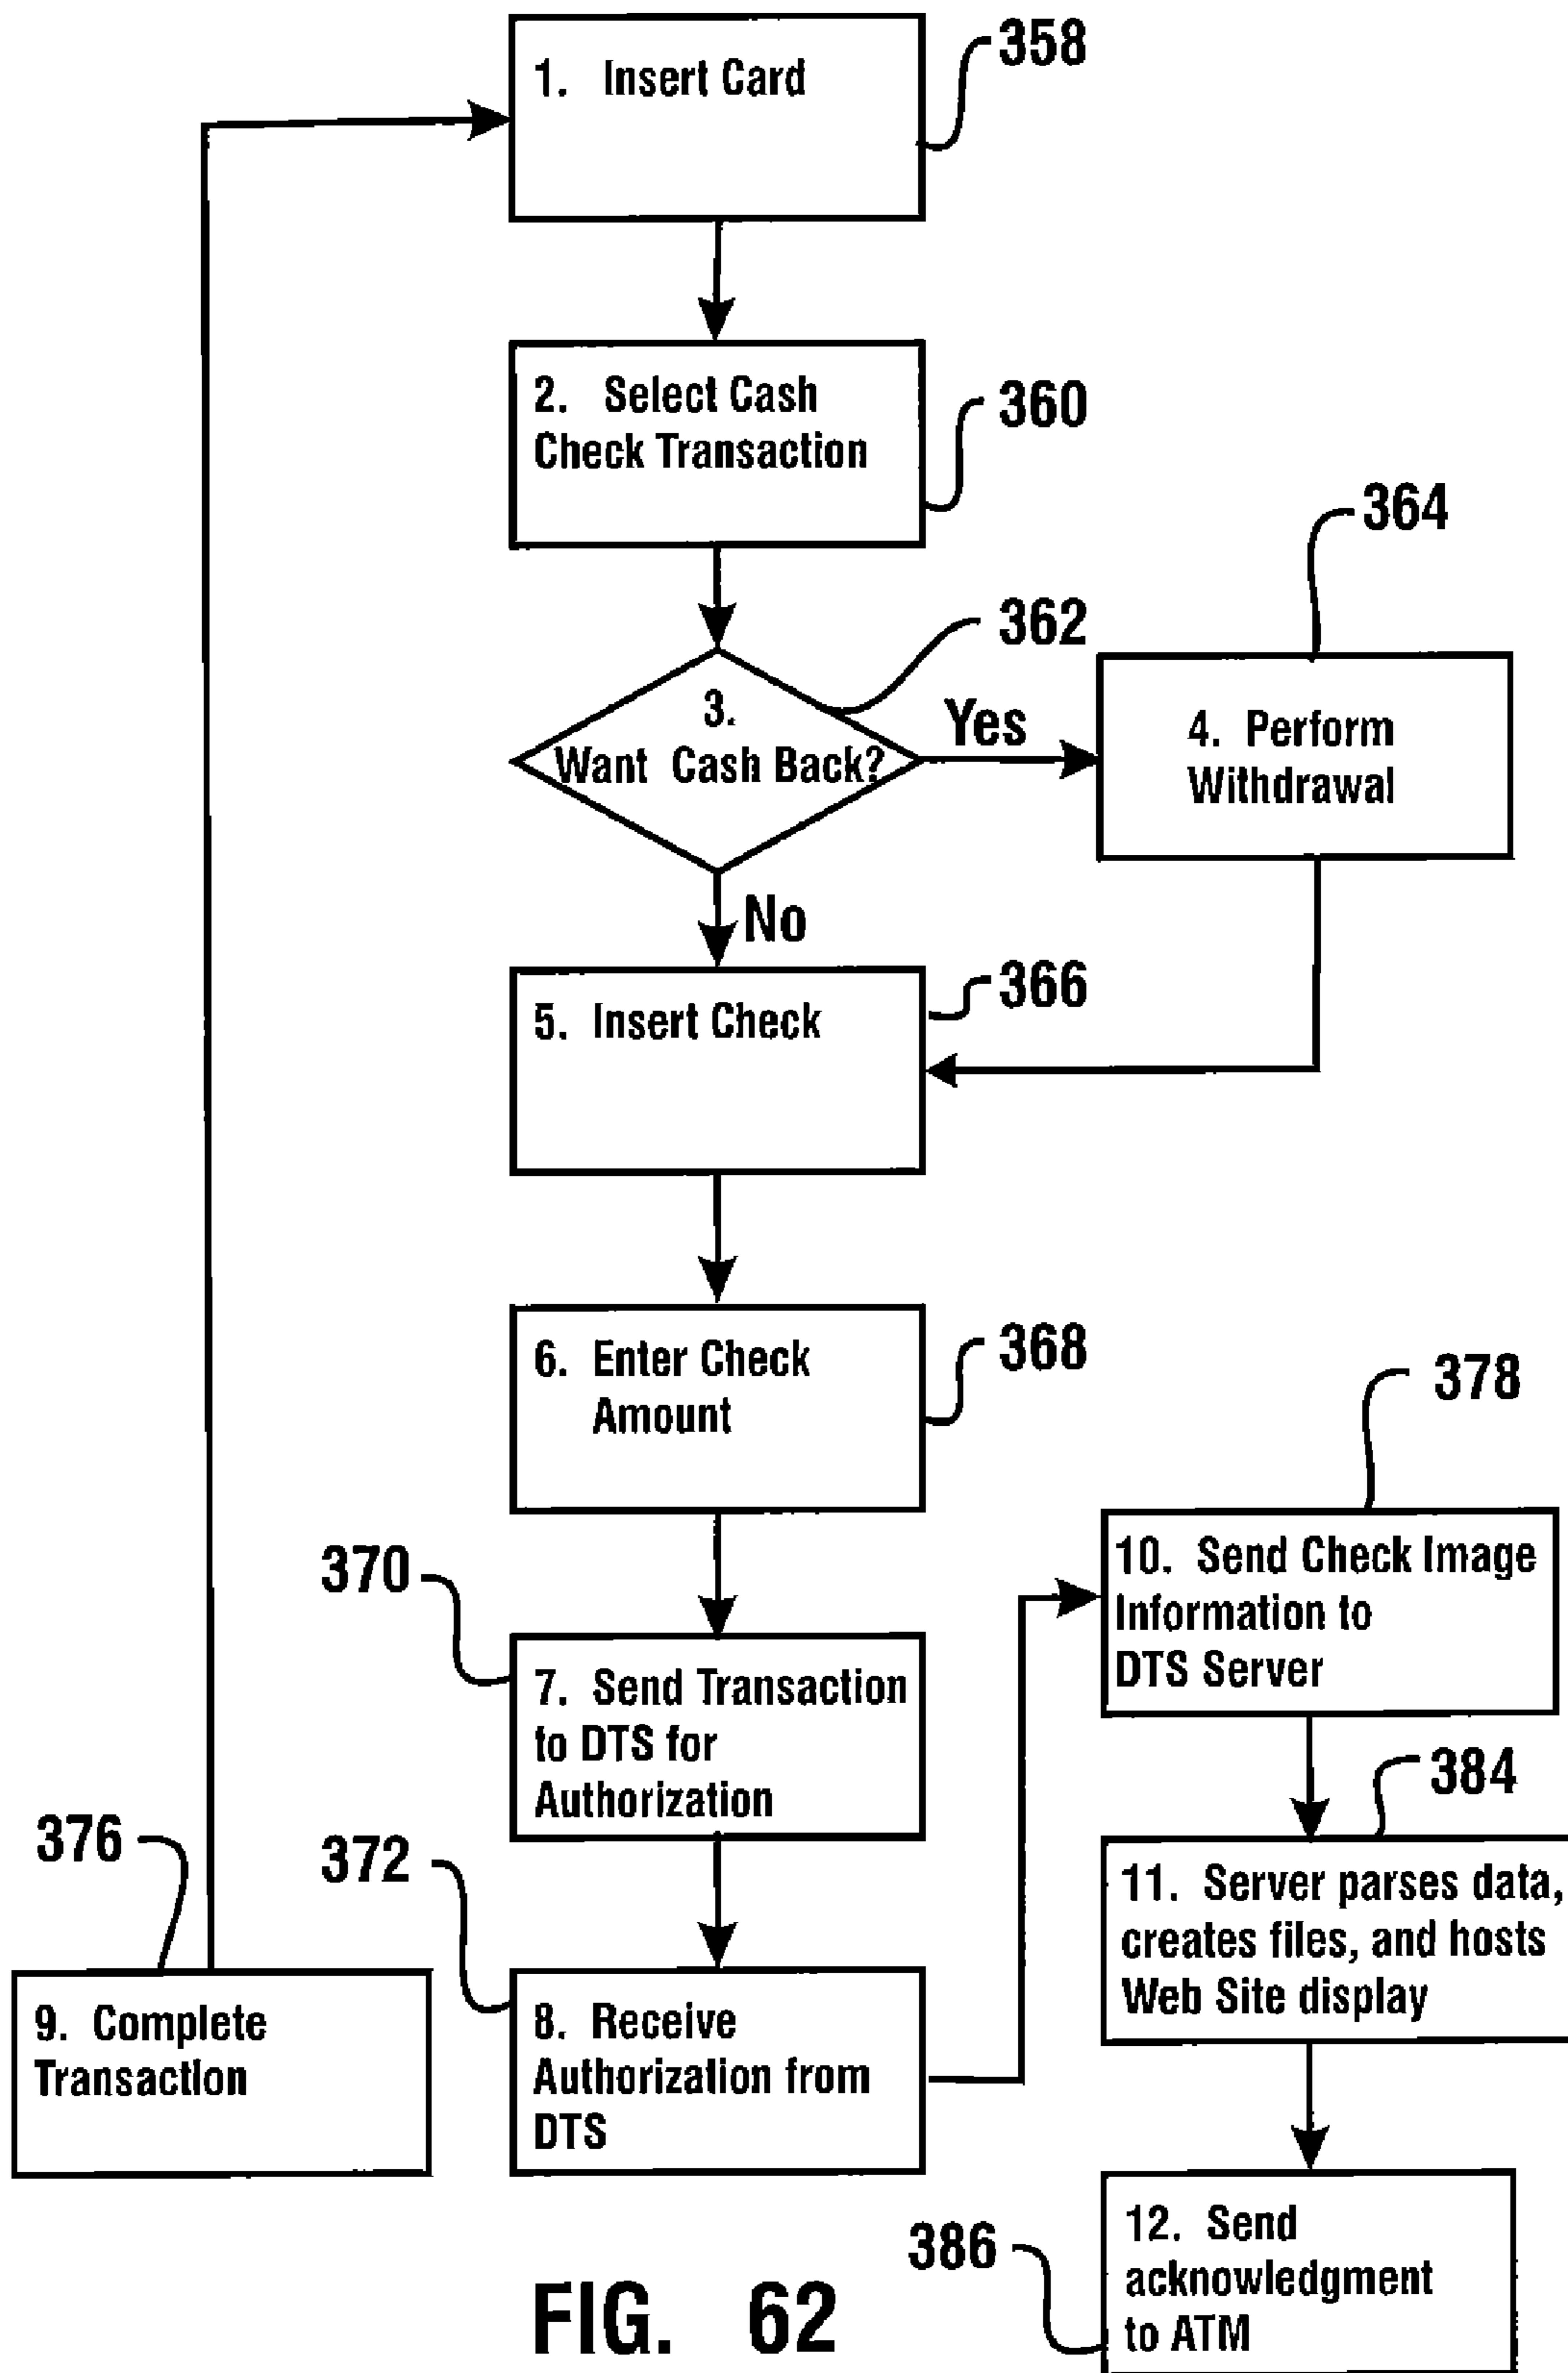 358
1. Insert Card
360
2. Select Cash
Check Transaction
364
362
3.
Want Cash Back?
Yes
4. Perform
Withdrawal
No
366
5. Insert Check
368
6. Enter Check
Amount
378
370
10. Send Check Image
Information to
DTS Server
7. Send Transaction
to DTS for
Authorization
384
376
372
11. Server parses data,
creates files, and hosts
Web Site display
9. Complete
Transaction
8. Receive
Authorization from
DTS
386
12. Send
acknowledgment
to ATM
FIG. 62